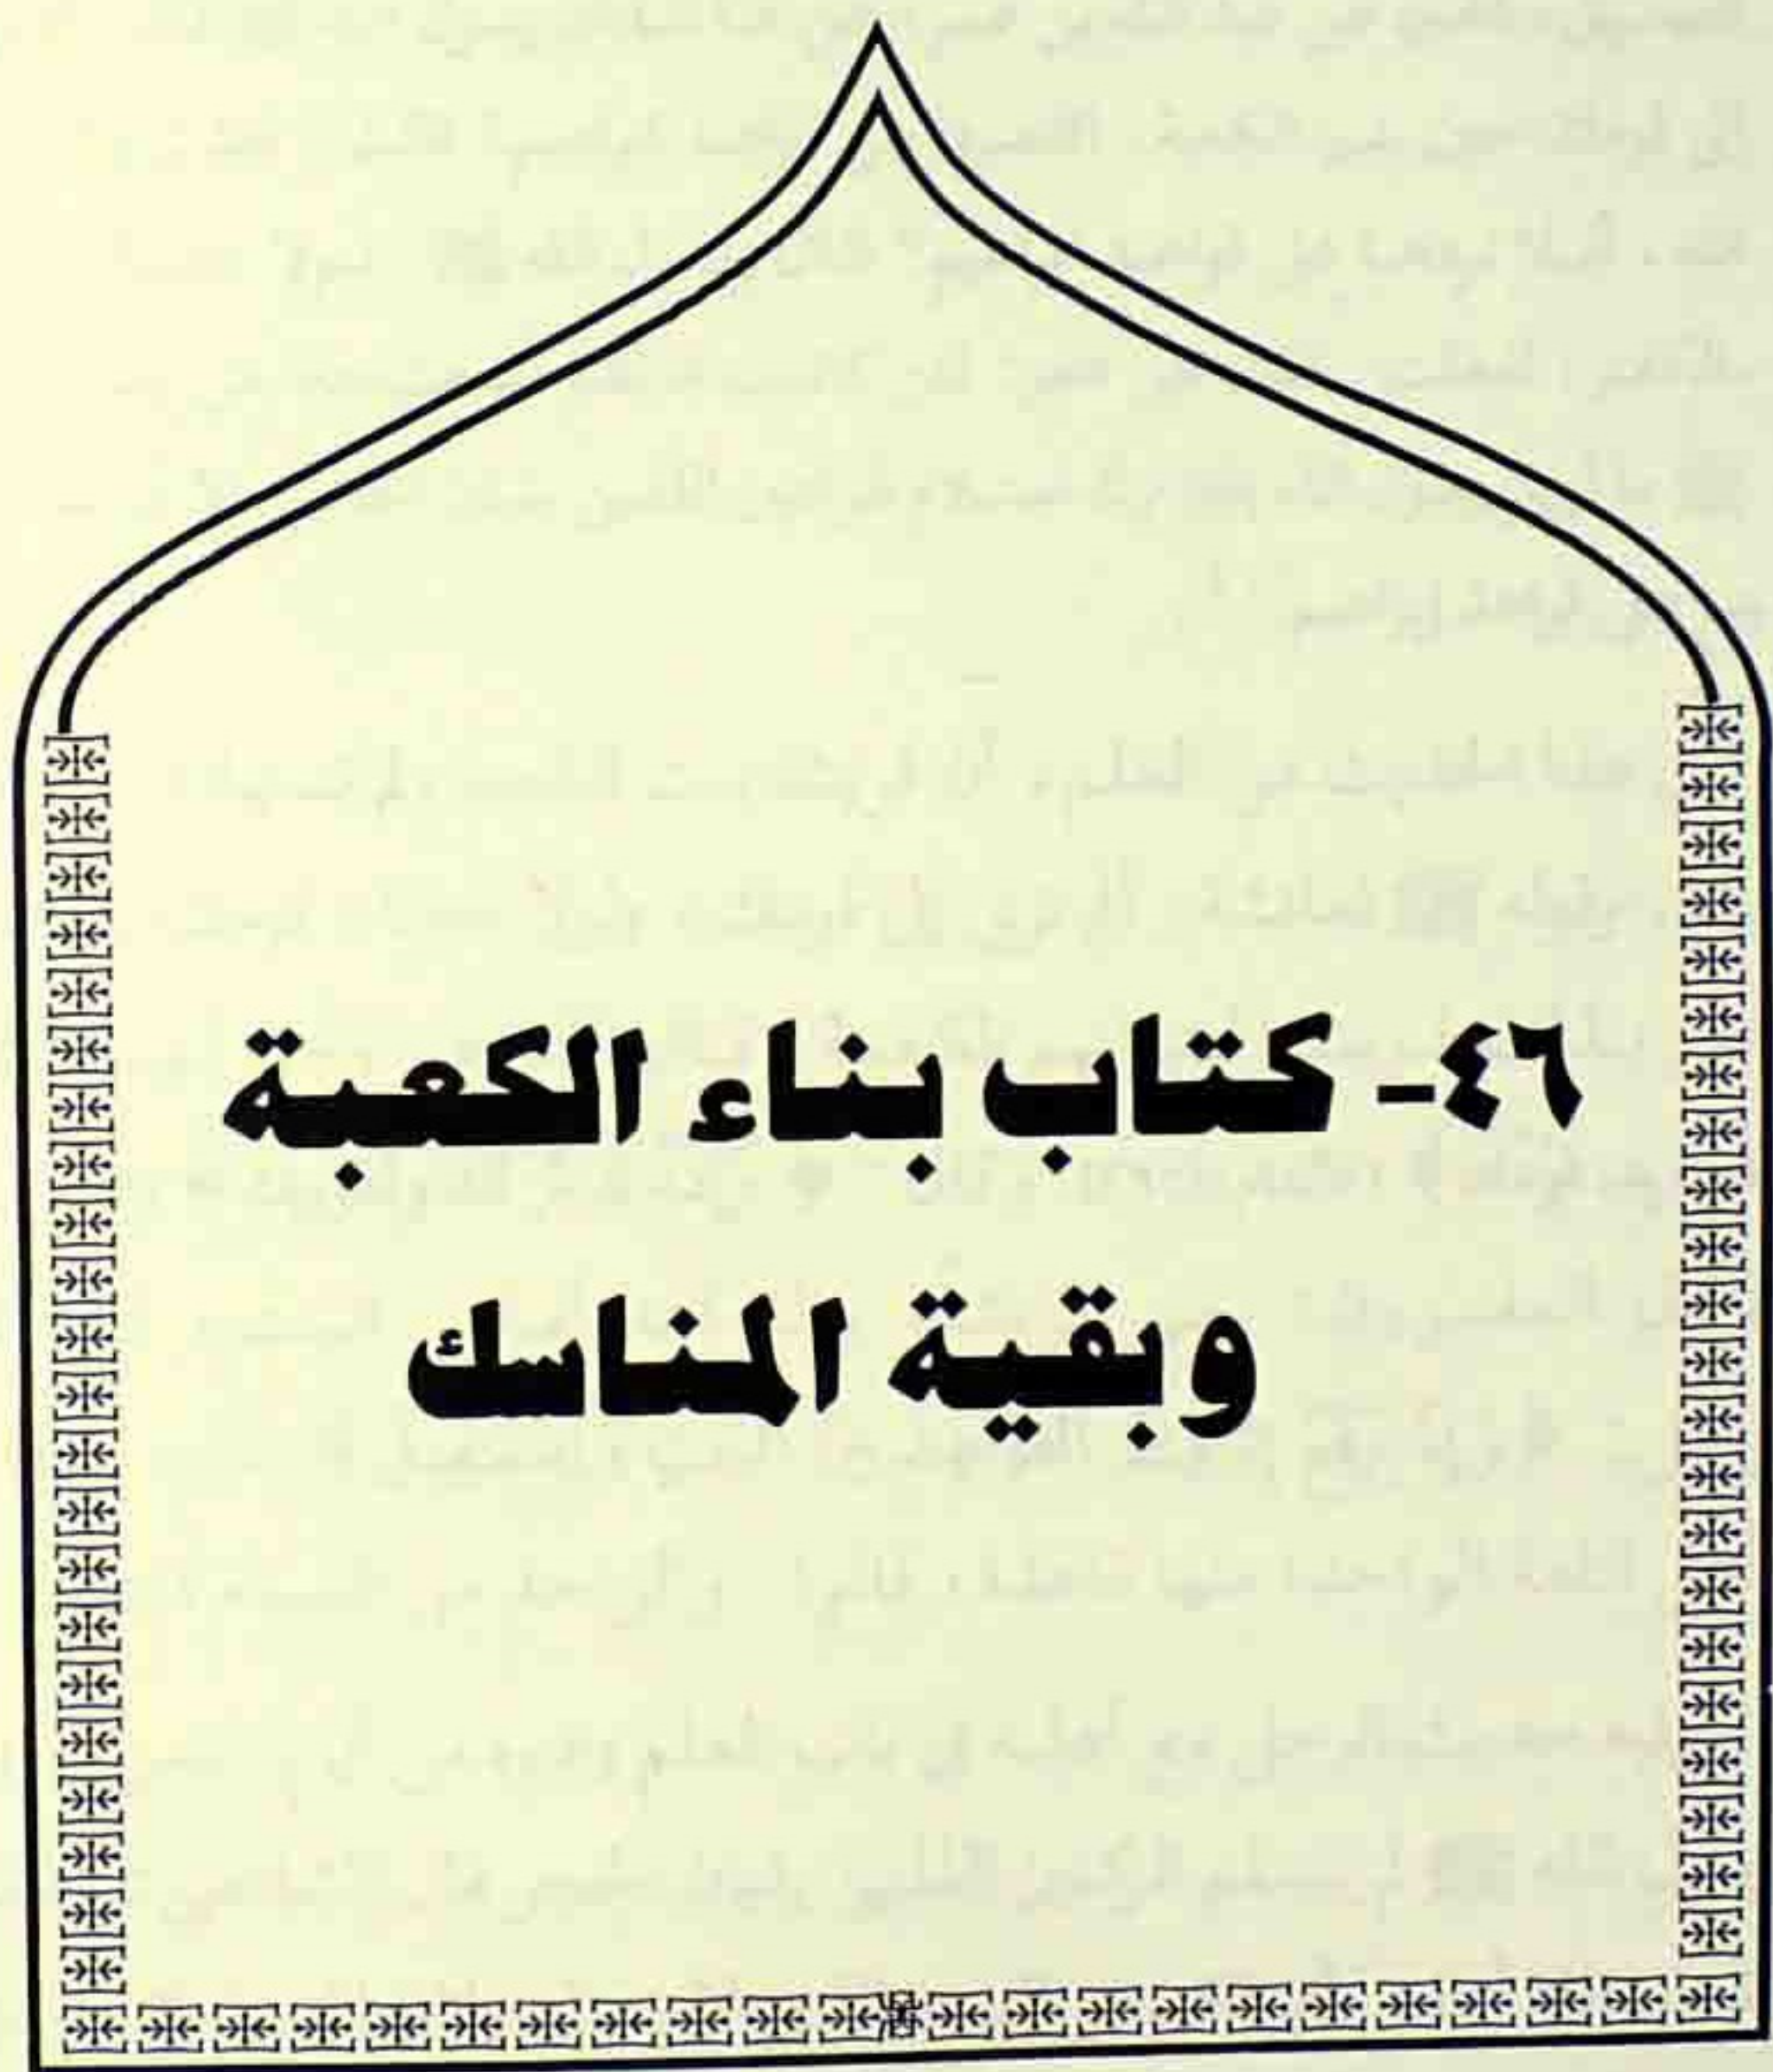 ٤٦- كتاب بناء الكعبة
وبقية المناسك